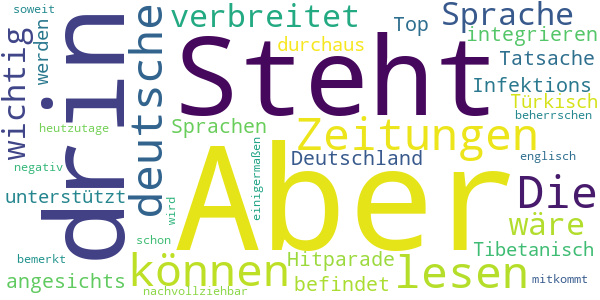 soweit
drin
Steht
verbreitet
Top
Sprache
wichtig
werden
deutsche
durchaus
integrieren
Tatsache
Infektions
Türkisch
beherrschen
heutzutage
Sprachen
Zeitungen
negativ
Aber
einigermaßen
Deutschland
englisch
unterstützt
Die
wird
wäre
schon
Hitparade
Tibetanisch
bemerkt
können
lesen
angesichts
befindet
mitkommt
nachvollziehbar